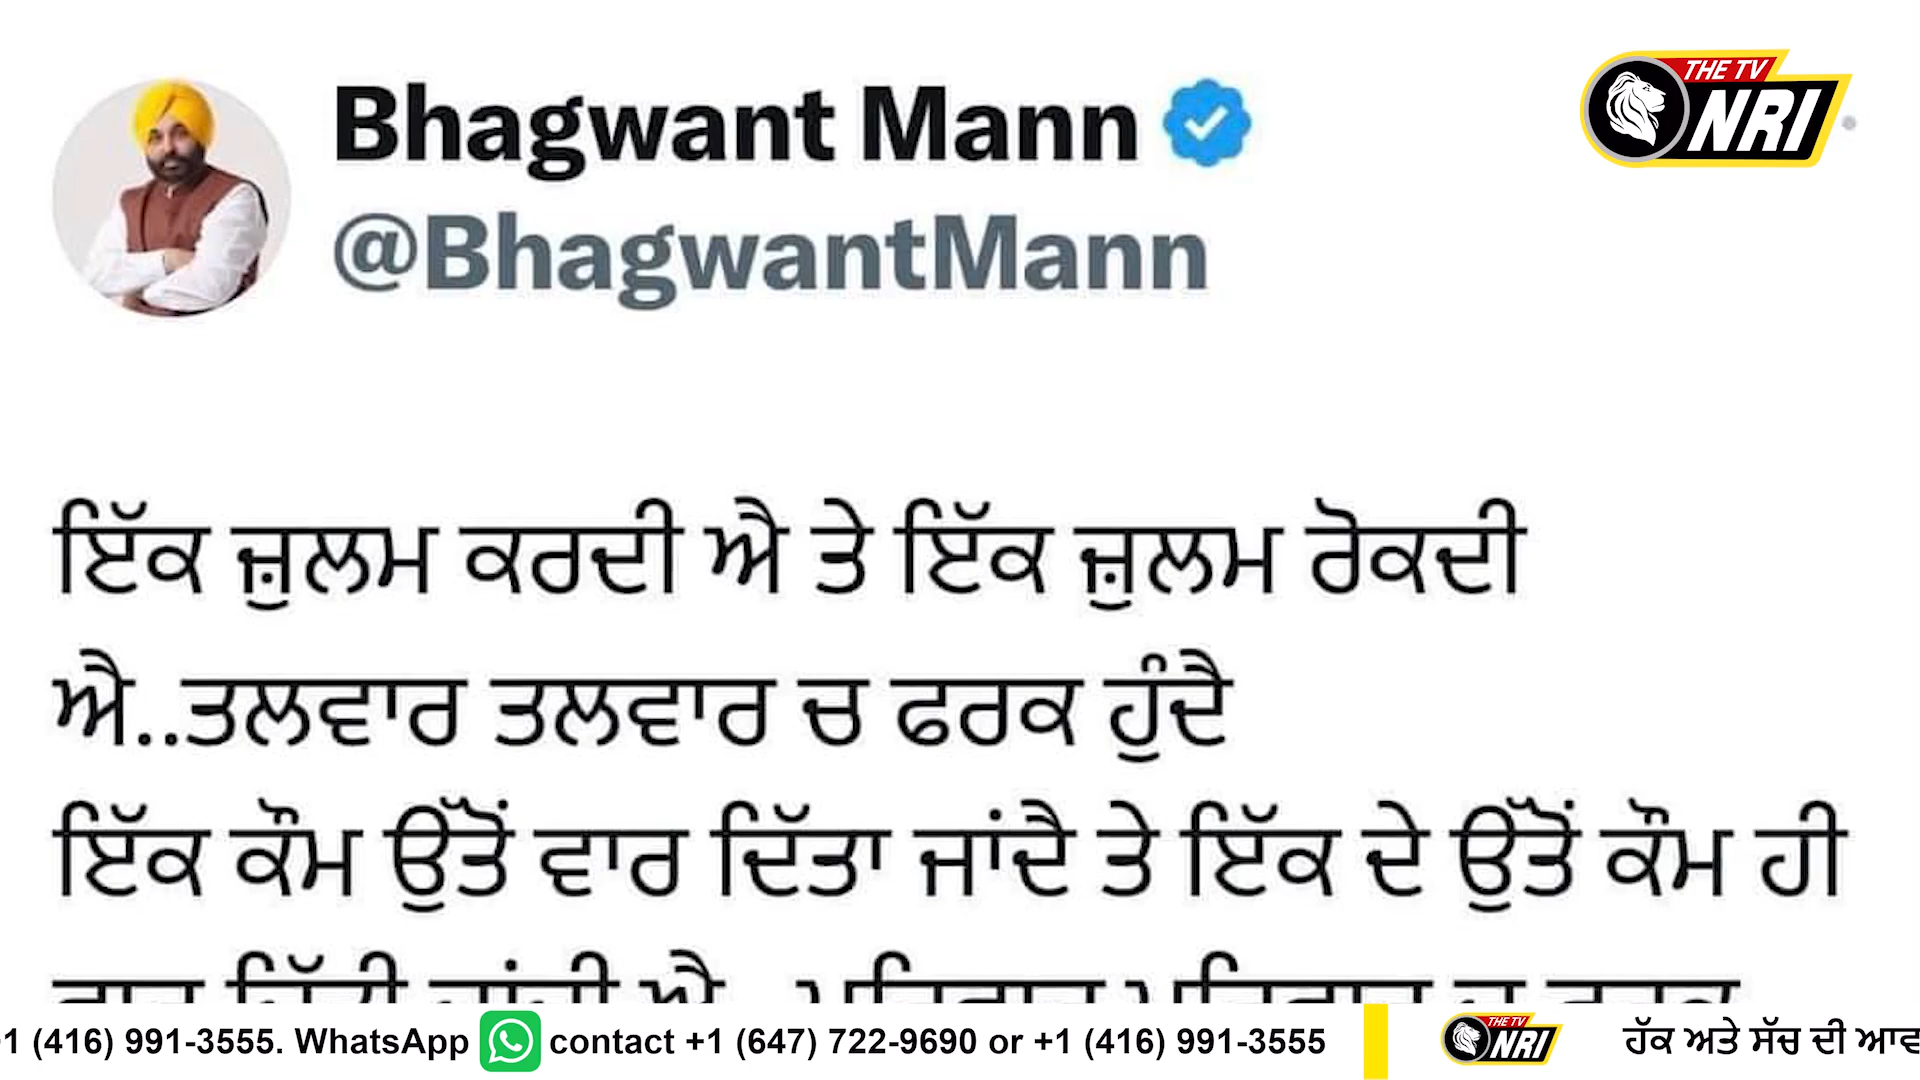 Bhagwant Mann
@BhagwantMann
THE TV
NRI
ਇੱਕ ਜ਼ੁਲਮ ਕਰਦੀ ਐ ਤੇ ਇੱਕ ਜ਼ੁਲਮ ਰੋਕਦੀ
ਐ..ਤਲਵਾਰ ਤਲਵਾਰ ਚ ਫਰਕ ਹੁੰਦੈ
ਇੱਕ ਕੌਮ ਉੱਤੋਂ ਵਾਰ ਦਿੱਤਾ ਜਾਂਦੈ ਤੇ ਇੱਕ ਦੇ ਉੱਤੋਂ ਕੌਮ ਹੀ
1 (416) 991-3555. WhatsApp contact +1 (647) 722-9690 or +1 (416) 991-3555 THE TV NRI ਹੱਕ ਅਤੇ ਸੱਚ ਦੀ